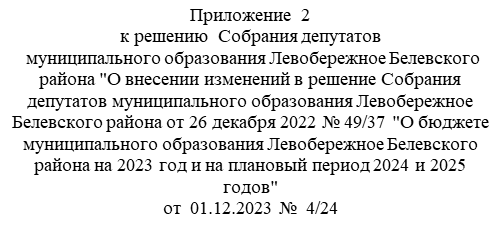 Приложение 2
к решению Собрания депутатов
муниципального образования Левобережное Белевского
района "О внесении изменений в решение Собрания
депутатов муниципального образования Левобережное
Белевского района от 26 декабря 2022 № 49/37 "О бюджете
муниципального образования Левобережное Белевского
района на 2023 год и на плановый период 2024 и 2025
годов"
от 01.12.2023 № 4/24